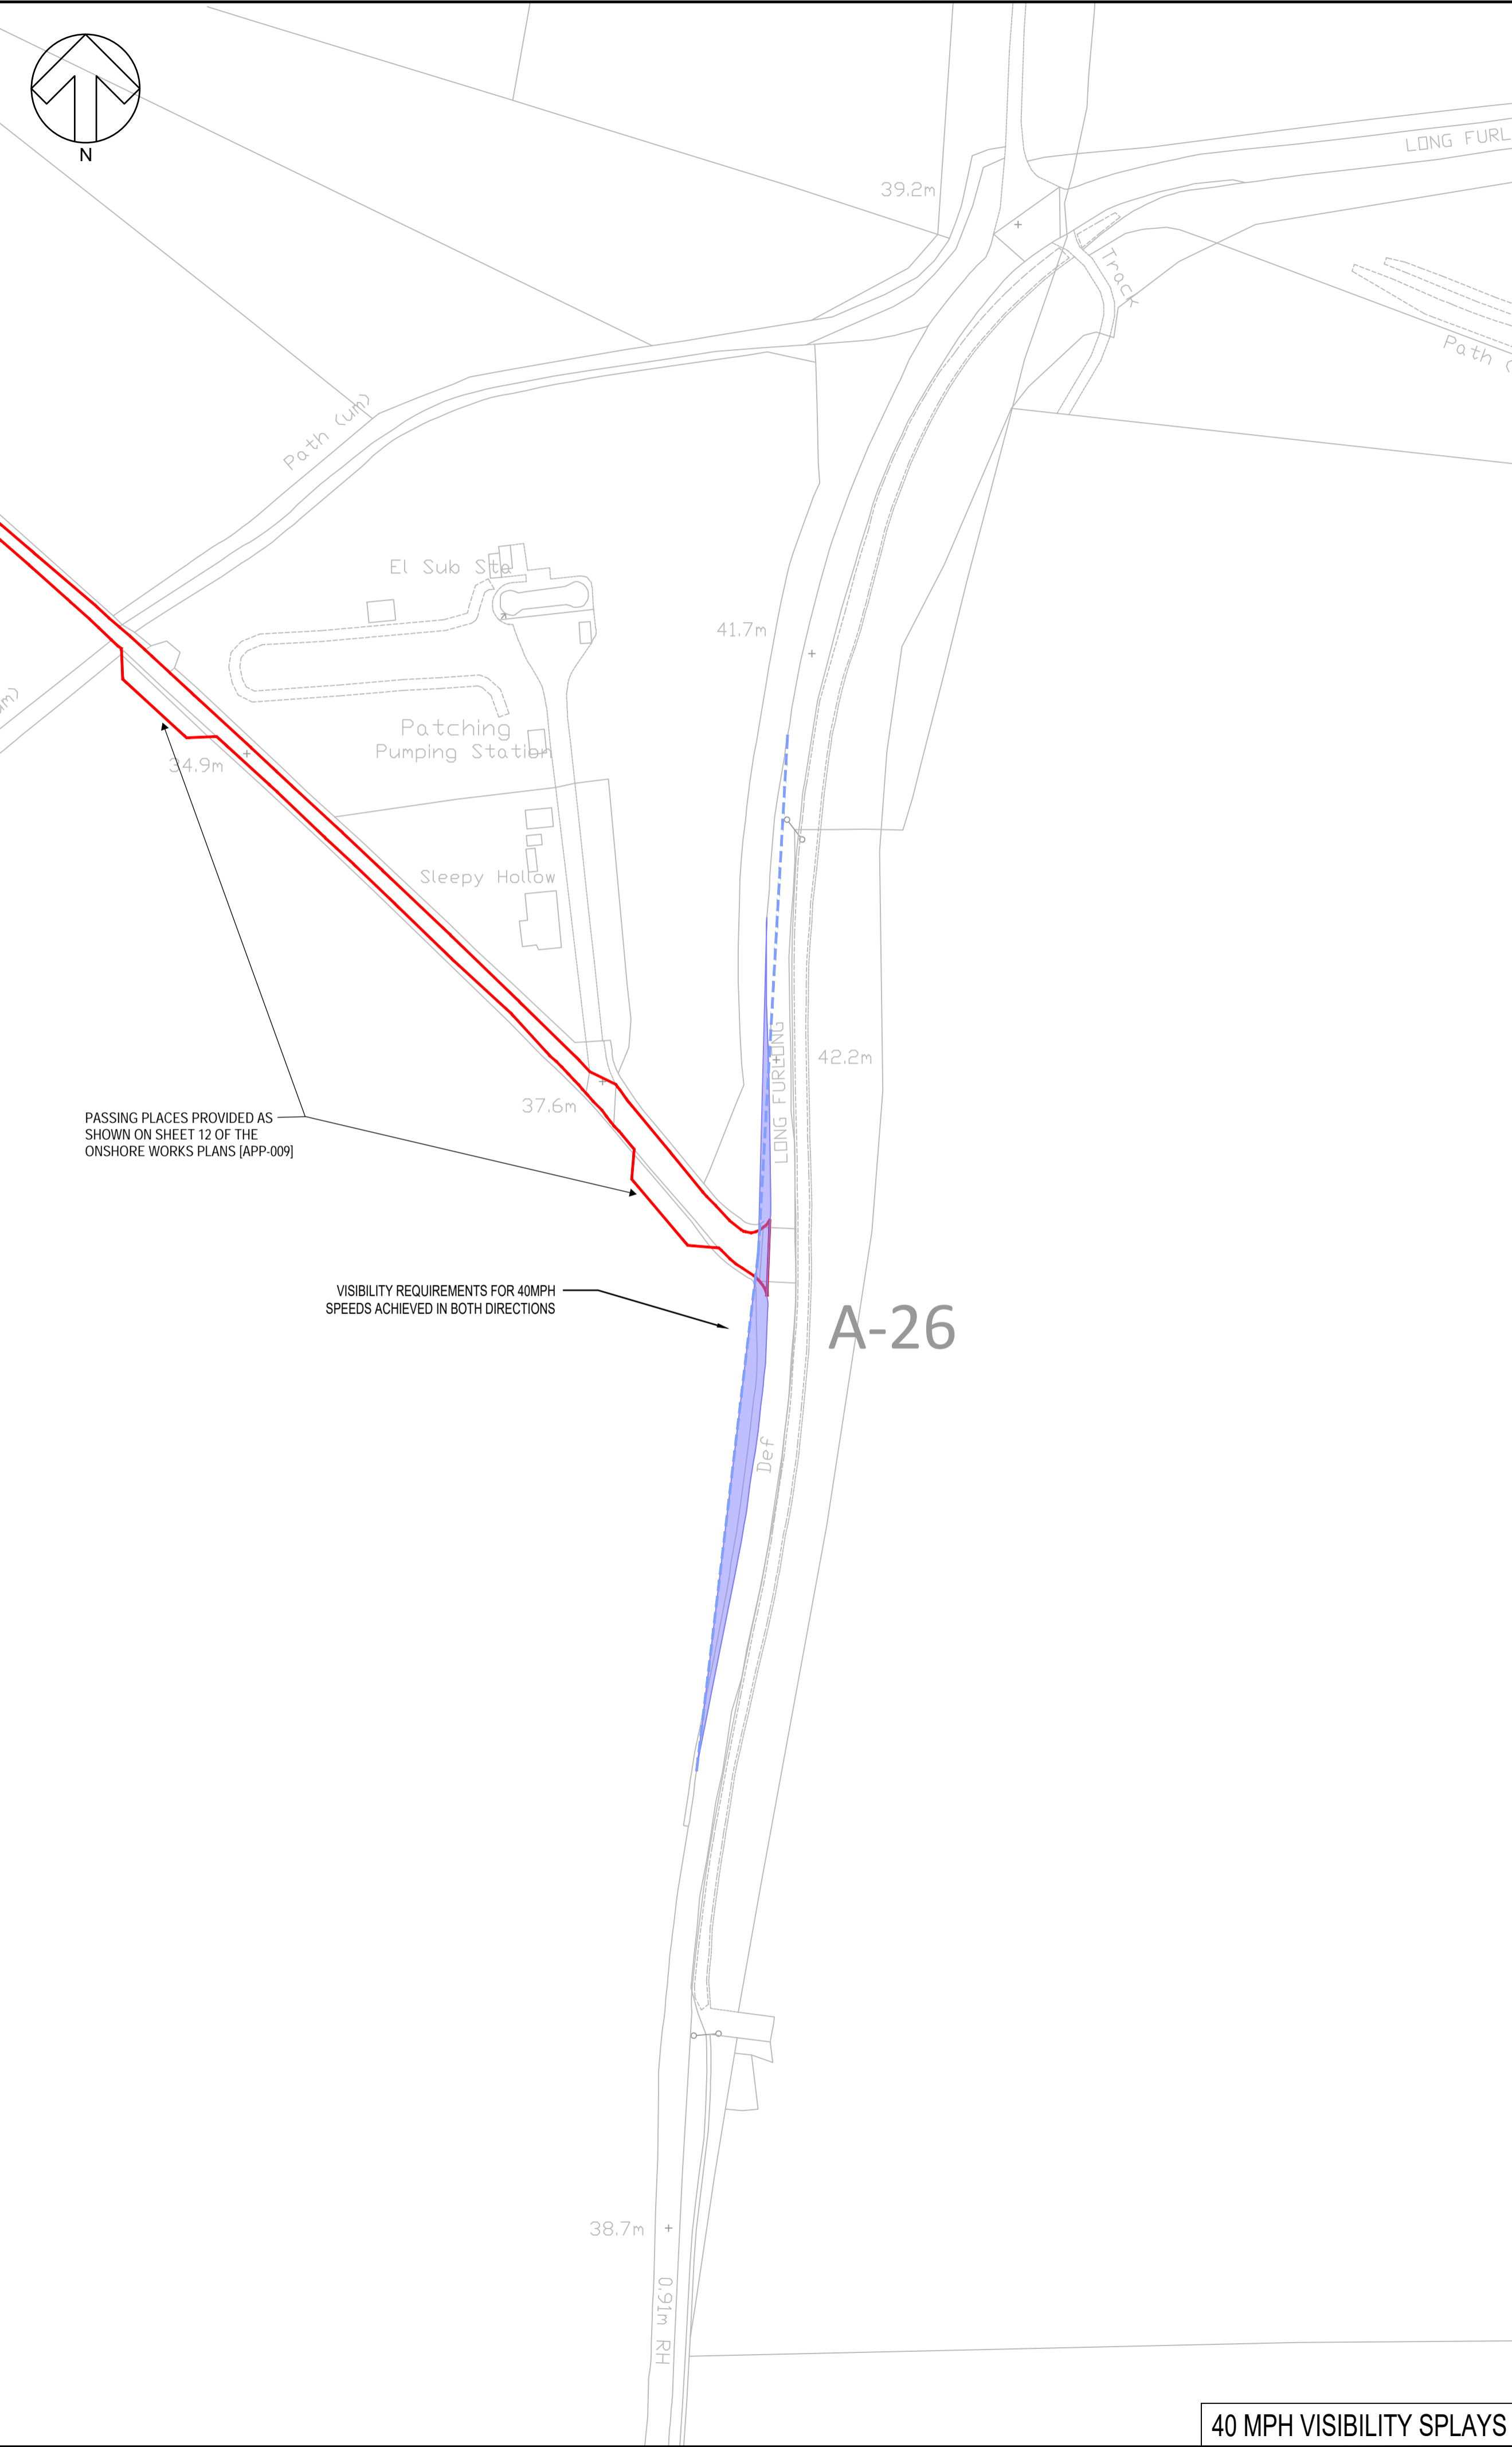 N
39.2m
LONG FURL
Track
Path (um)
Path
El Sub Sta
41.7m
um)
Patching
Pumping Station
34.9m
Sleepy Hollow
LONG FURLONG
42.2m
37.6m
PASSING PLACES PROVIDED AS
SHOWN ON SHEET 12 OF THE
ONSHORE WORKS PLANS [APP-009]
VISIBILITY REQUIREMENTS FOR 40MPH
SPEEDS ACHIEVED IN BOTH DIRECTIONS
A-26
Def
38.7m
0.91m RH
40 MPH VISIBILITY SPLAYS